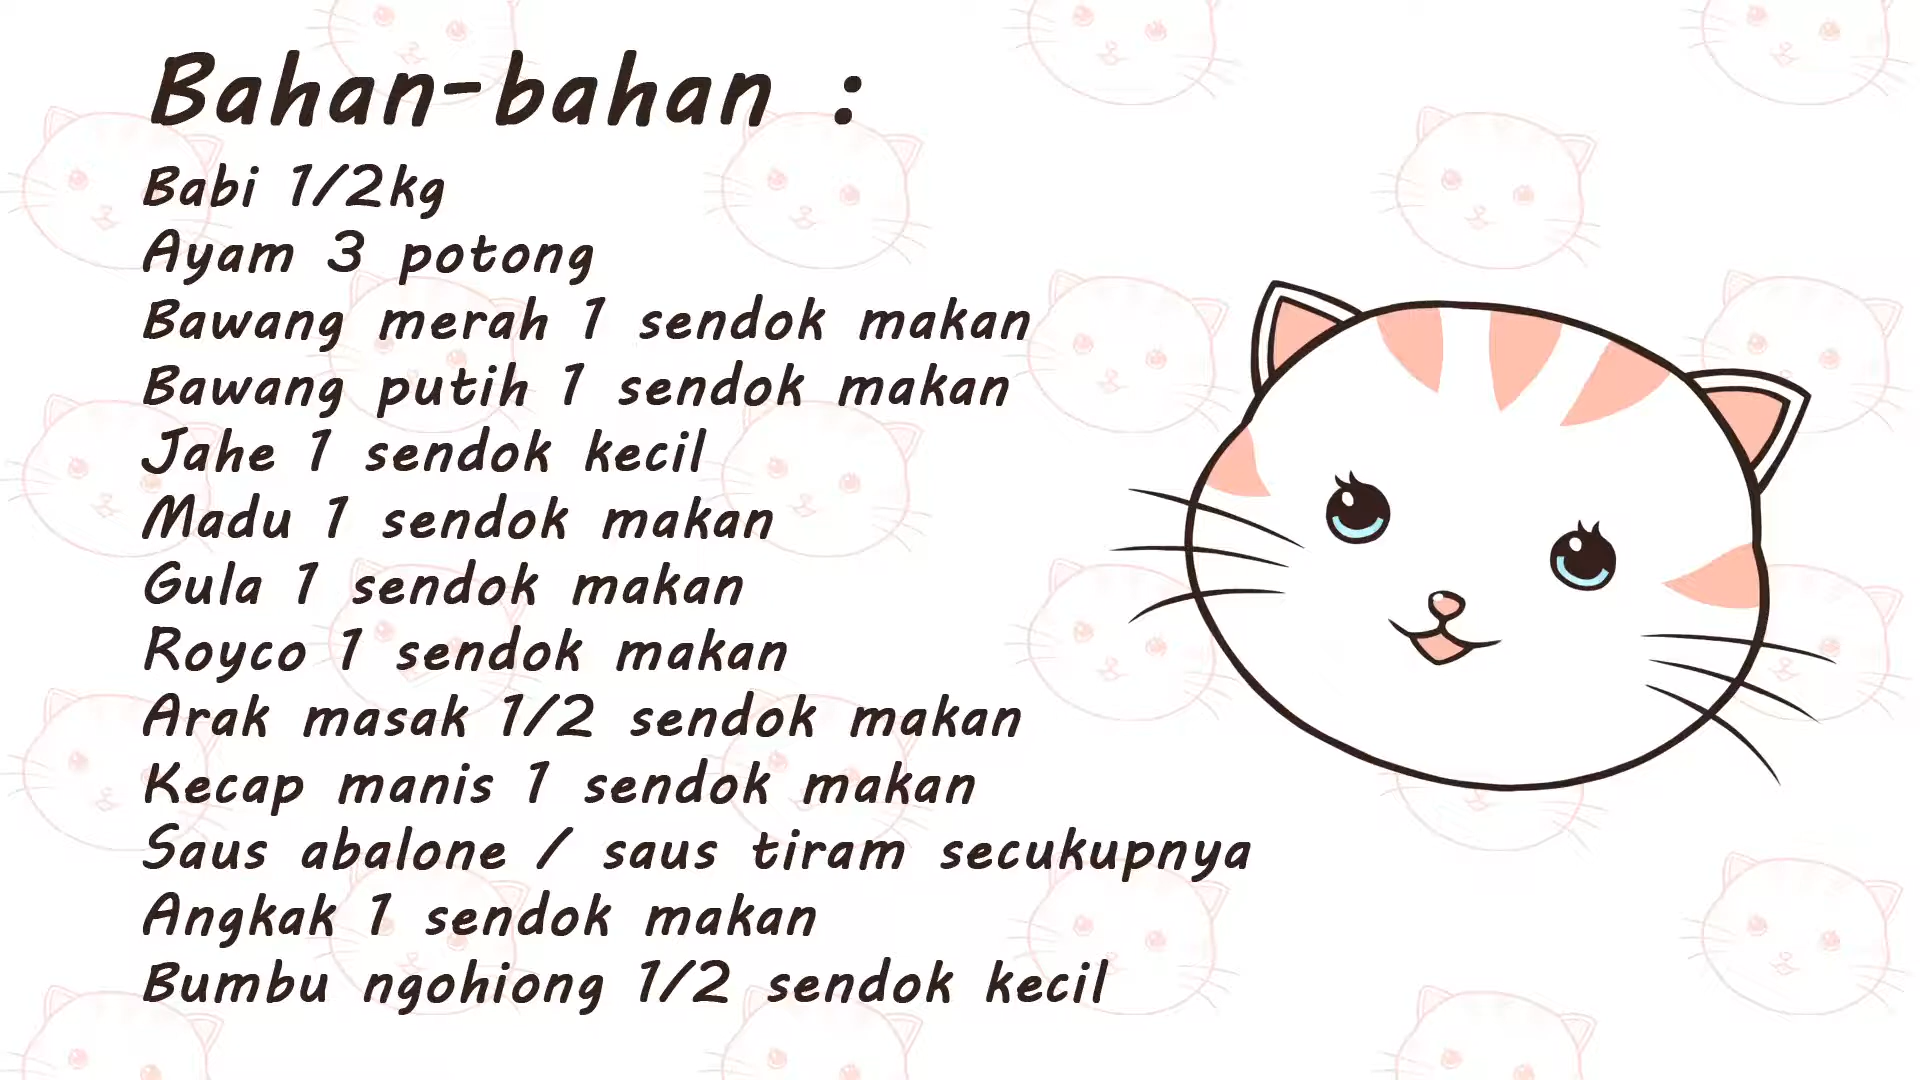 Bahan-bahan :
Babi 1/2kg
Ayam 3 potong
Bawang merah 1 sendok makan
Bawang putih 1 sendok makan
Jahe 1 sendok kecil
Madu 1 sendok makan
Gula 1 sendok makan
Royco 1 sendok makan
Arak masak 1/2 sendok makan
Kecap manis 1 sendok makan
Saus abalone / saus tiram secukupnya
Angkak 1 sendok makan
Bumbu ngohiong 1/2 sendok kecil